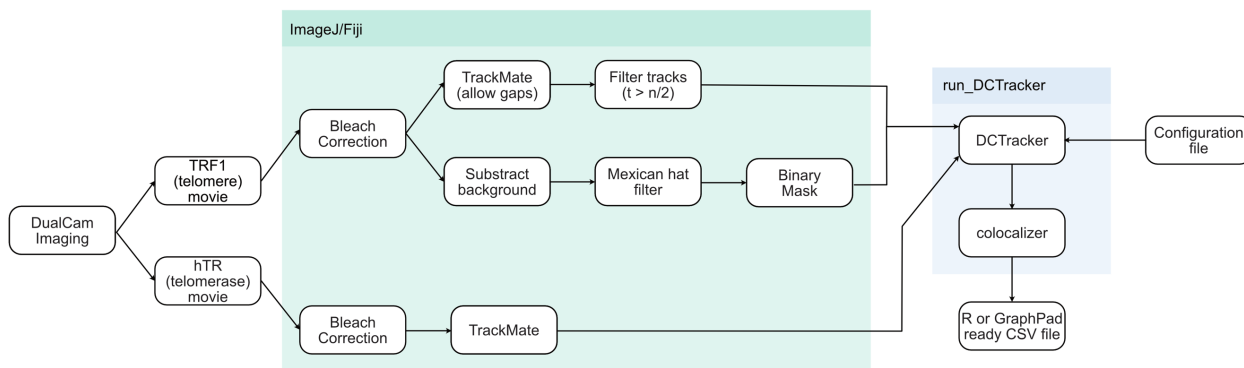 ImageJ/Fiji
TrackMate
(allow gaps)
Filter tracks
(t > n/2)
run_DCTracker
Bleach
Correction
DCTracker
Configuration
file
TRF1
(telomere)
movie
Substract
background
Mexican hat
filter
Binary
Mask
DualCam
Imaging
colocalizer
hTR
(telomerase)
movie
Bleach
Correction
TrackMate
R or GraphPad
ready CSV file